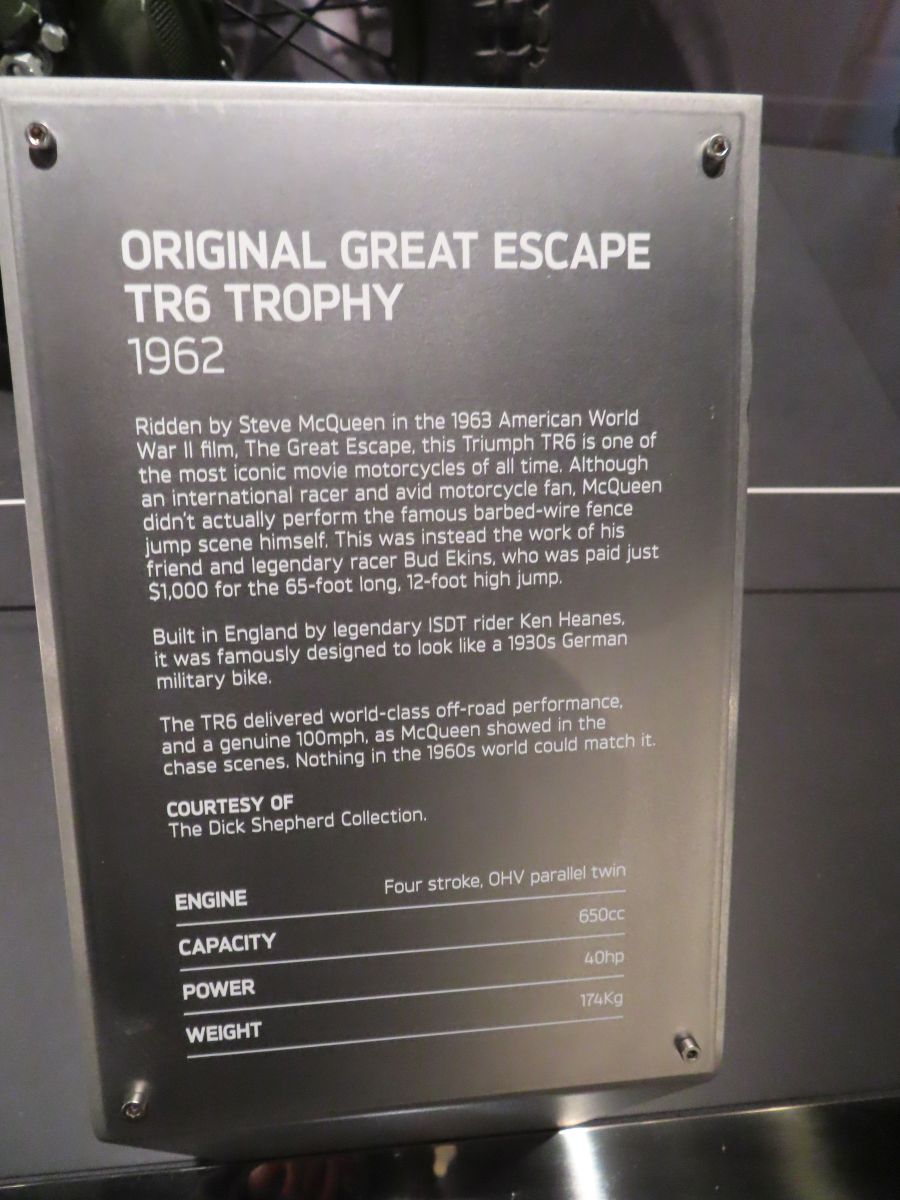 ORIGINAL GREAT ESCAPE
TR6 TROPHY
1962
Ridden by Steve McQueen in the 1963 American World
War II film, The Great Escape, this Triumph TR6 is one of
the most iconic movie motorcycles of all time. Although
an international racer and avid motorcycle fan, McQueen
didn't actually perform the famous barbed-wire fence
jump scene himself. This was instead the work of his
friend and legendary racer Bud Ekins, who was paid just
$1,000 for the 65-foot long, 12-foot high jump.
Built in England by legendary ISDT rider Ken Heanes,
it was famously designed to look like a 1930s German
military bike.
The TR6 delivered world-class off-road performance,
and a genuine 100mph, as McQueen showed in the
chase scenes. Nothing in the 1960s world could match it.
COURTESY OF
The Dick Shepherd Collection.
ENGINE Four stroke, OHV parallel twin
CAPACITY 650cc
POWER 40hp
WEIGHT 174Kg